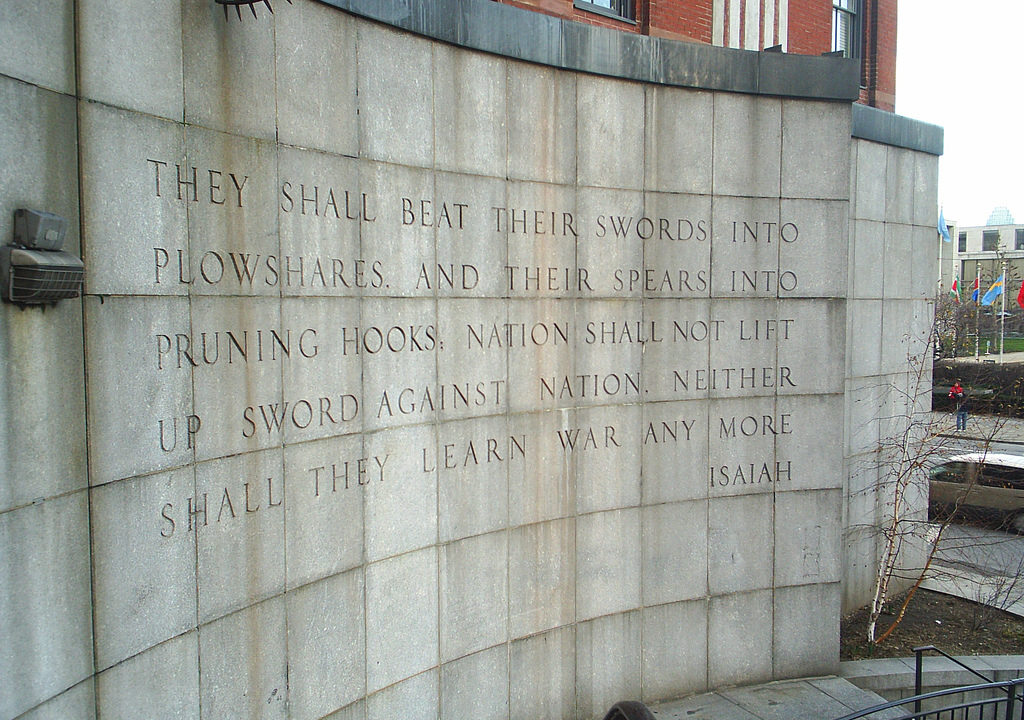 THEY SHALL BEAT THEIR SWORDS INTO
PLOWSHARES. AND THEIR SPEARS INTO
PRUNING HOOKS; NATION SHALL NOT LIFT
UP SWORD AGAINST NATION. NEITHER
SHALL THEY LEARN WAR ANY MORE
ISAIAH